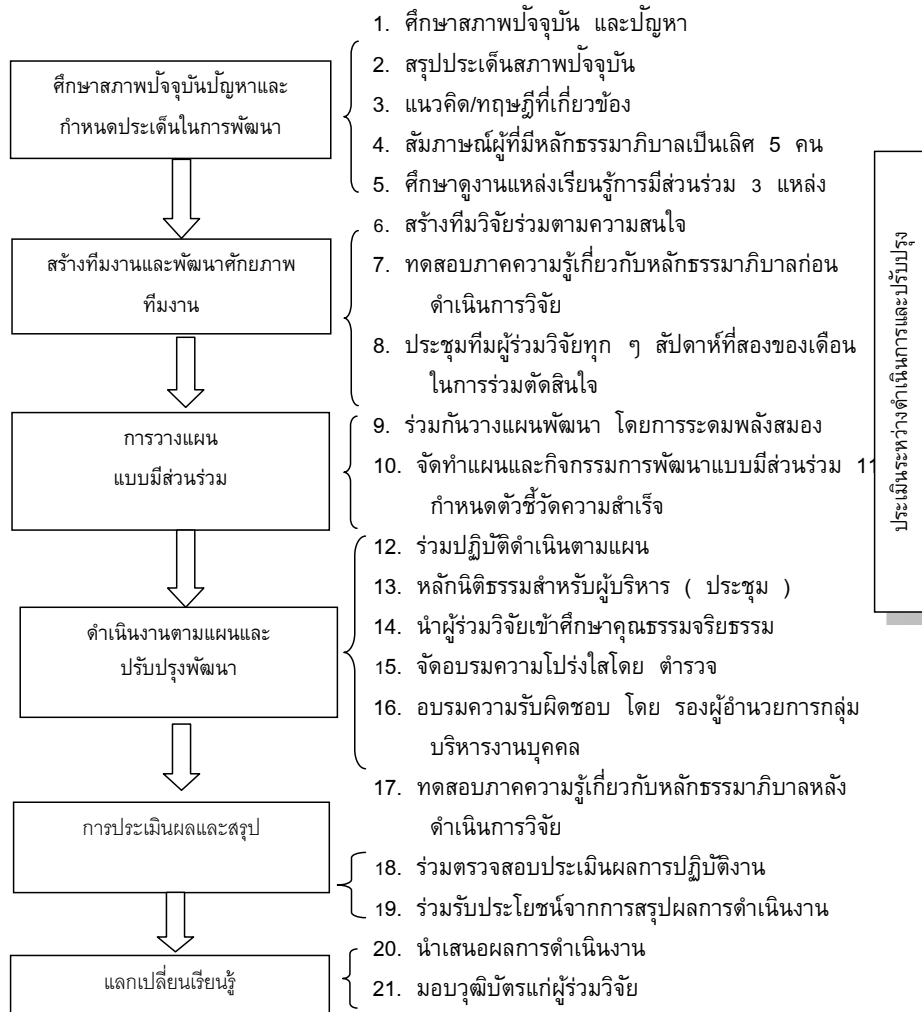 1. ศึกษาสภาพปัจจุบัน และปัญหา
ศึกษาสภาพปัจจุบันปัญหาและ
กำหนดประเด็นในการพัฒนา
2. สรุปประเด็นสภาพปัจจุบัน
3. แนวคิด/ทฤษฎีที่เกี่ยวข้อง
4. สัมภาษณ์ผู้ที่มีหลักธรรมาภิบาลเป็นเลิศ 5 คน
5. ศึกษาดูงานแหล่งเรียนรู้การมีส่วนร่วม 3 แหล่ง
สร้างทีมงานและพัฒนาศักยภาพ
ทีมงาน
6. สร้างทีมวิจัยร่วมตามความสนใจ
7. ทดสอบภาคความรู้เกี่ยวกับหลักธรรมาภิบาลก่อน
ดำเนินการวิจัย
8. ประชุมทีมผู้ร่วมวิจัยทุก ๆ สัปดาห์ที่สองของเดือน
ในการร่วมตัดสินใจ
การวางแผน
แบบมีส่วนร่วม
9. ร่วมกันวางแผนพัฒนา โดยการระดมพลังสมอง
10. จัดทำแผนและกิจกรรมการพัฒนาแบบมีส่วนร่วม 11
กำหนดตัวชี้วัดความสำเร็จ
ดำเนินงานตามแผนและ
ปรับปรุงพัฒนา
12. ร่วมปฏิบัติดำเนินตามแผน
13. หลักนิติธรรมสำหรับผู้บริหาร ( ประชุม )
14. นำผู้ร่วมวิจัยเข้าศึกษาคุณธรรมจริยธรรม
15. จัดอบรมความโปร่งใสโดย ตำรวจ
16. อบรมความรับผิดชอบ โดย รองผู้อำนวยการกลุ่ม
บริหารงานบุคคล
17. ทดสอบภาคความรู้เกี่ยวกับหลักธรรมาภิบาลหลัง
ดำเนินการวิจัย
การประเมินผลและสรุป
18. ร่วมตรวจสอบประเมินผลการปฏิบัติงาน
19. ร่วมรับประโยชน์จากการสรุปผลการดำเนินงาน
แลกเปลี่ยนเรียนรู้
20. นำเสนอผลการดำเนินงาน
21. มอบวุฒิบัตรแก่ผู้ร่วมวิจัย
ประเมินระหว่างดำเนินการและปรับปรุง